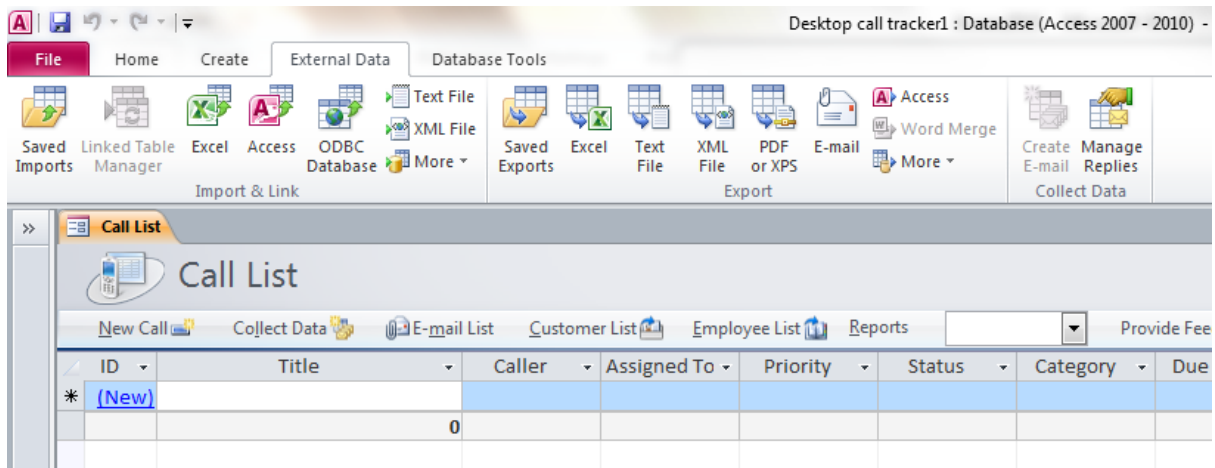 Desktop call tracker1 : Database (Access 2007 - 2010) -
File Home Create External Data Database Tools
Saved Imports
Linked Table Manager
Excel
Access
ODBC Database
Text File
XML File
More
Import & Link
Saved Exports
Excel
Text File
XML File
PDF or XPS
E-mail
Access
Word Merge
More
Export
Create E-mail
Manage Replies
Collect Data
» Call List
Call List
New Call Collect Data E-mail List Customer List Employee List Reports Provide Fee
ID Title Caller Assigned To Priority Status Category Due
* (New)
0